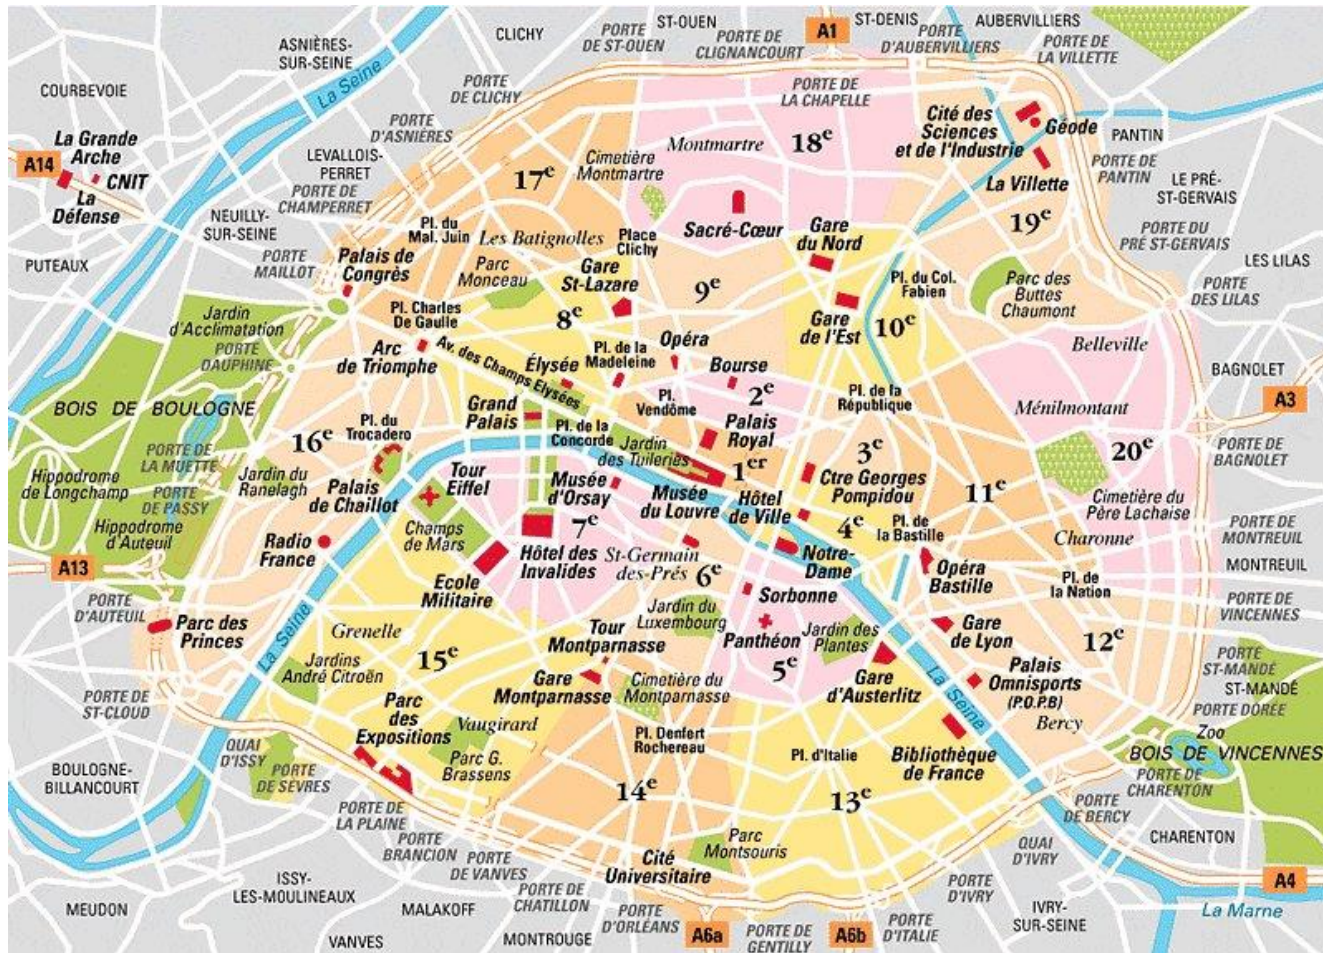 ST-OUEN
ST-DENIS
AUBERVILLIERS
CLICHY
PORTE
DE ST-OUEN
PORTE DE
CLIGNANCOURT
A1
PORTE
D'AUBERVILLIERS
PORTE DE
LA VILLETTE
ASNIÈRES-
SUR-SEINE
La Seine
PORTE
DE CLICHY
PORTE DE
LA CHAPELLE
COURBEVOIE
PORTE
D'ASNIÈRES
Cité des
Sciences
et de l'Industrie
Géode
PANTIN
La Grande
Arche
A14
CNIT
La
Défense
LEVALLOIS-
PERRET
PORTE DE
CHAMPERRET
17e
Cimetière
Montmartre
Montmartre
18e
La Villette
PORTE DE
PANTIN
LE PRÉ-
ST-GERVAIS
NEUILLY-
SUR-SEINE
Pl. du
Mal. Juin
Les Batignolles
Place
Clichy
Sacré-Cœur
Gare
du Nord
19e
PORTE DU
PRÉ ST-GERVAIS
PUTEAUX
PORTE
MAILLOT
Palais de
Congrès
Parc
Monceau
Gare
St-Lazare
9e
Pl. du Col.
Fabien
Parc des
Buttes
Chaumont
LES LILAS
PORTE
DES LILAS
Jardin
d'Acclimatation
Pl. Charles
De Gaulle
8e
Gare
de l'Est
10e
PORTE
DAUPHINE
Arc
de Triomphe
Av. des Champs Elysées
Élysée
Pl. de la
Madeleine
Opéra
Bourse
Belleville
BAGNOLET
BOIS DE BOULOGNE
Grand
Palais
Pl.
Vendôme
2e
Pl. de la
République
Ménilmontant
A3
16e
Pl. du
Trocadero
Pl. de la
Concorde
Jardin
des Tuileries
Palais
Royal
3e
20e
PORTE DE
BAGNOLET
PORTE DE
LA MUETTE
Hippodrome
de Longchamp
Jardin du
Ranelagh
PORTE
DE PASSY
Palais
de Chaillot
Tour
Eiffel
Musée
d'Orsay
Musée
du Louvre
1er
Hôtel
de Ville
Ctre Georges
Pompidou
11e
Cimetière du
Père Lachaise
Hippodrome
d'Auteuil
Radio
France
Champs
de Mars
7e
Hôtel des
Invalides
St-Germain
des-Prés
4e
Pl. de
la Bastille
Charonne
PORTE DE
MONTREUIL
MONTREUIL
A13
Ecole
Militaire
6e
Notre-
Dame
Opéra
Bastille
Pl. de
la Nation
PORTE
D'AUTEUIL
Parc des
Princes
La Seine
Grenelle
Tour
Montparnasse
Jardin du
Luxembourg
Sorbonne
Panthéon
Jardin des
Plantes
Gare
de Lyon
12e
PORTE DE
VINCENNES
15e
Jardins
André Citroën
Gare
Montparnasse
Cimetière du
Montparnasse
5e
Gare
d'Austerlitz
La Seine
Palais
Omnisports
(P.O.P.B)
Bercy
PORTE
ST-MANDÉ
ST-MANDÉ
PORTE DORÉE
PORTE DE
ST-CLOUD
Parc
des
Expositions
Vaugirard
Parc G.
Brassens
Pl. Denfert
Rochereau
Pl. d'Italie
Bibliothèque
de France
Zoo
BOIS DE VINCENNES
QUAI
D'ISSY
PORTE
DE SÈVRES
BOULOGNE-
BILLANCOURT
14e
13e
PORTE DE
CHARENTON
PORTE
DE BERCY
PORTE DE
LA PLAINE
PORTE
BRANCION
PORTE
DE VANVES
Parc
Montsouris
Cité
Universitaire
QUAI
D'IVRY
CHARENTON
ISSY-
LES-MOULINEAUX
PORTE DE
CHATILLON
PORTE
D'IVRY
A4
MEUDON
MALAKOFF
PORTE
D'ORLÉANS
A6a
PORTE DE
GENTILLY
A6b
PORTE
D'ITALIE
IVRY-
SUR-SEINE
La Marne
VANVES
MONTROUGE